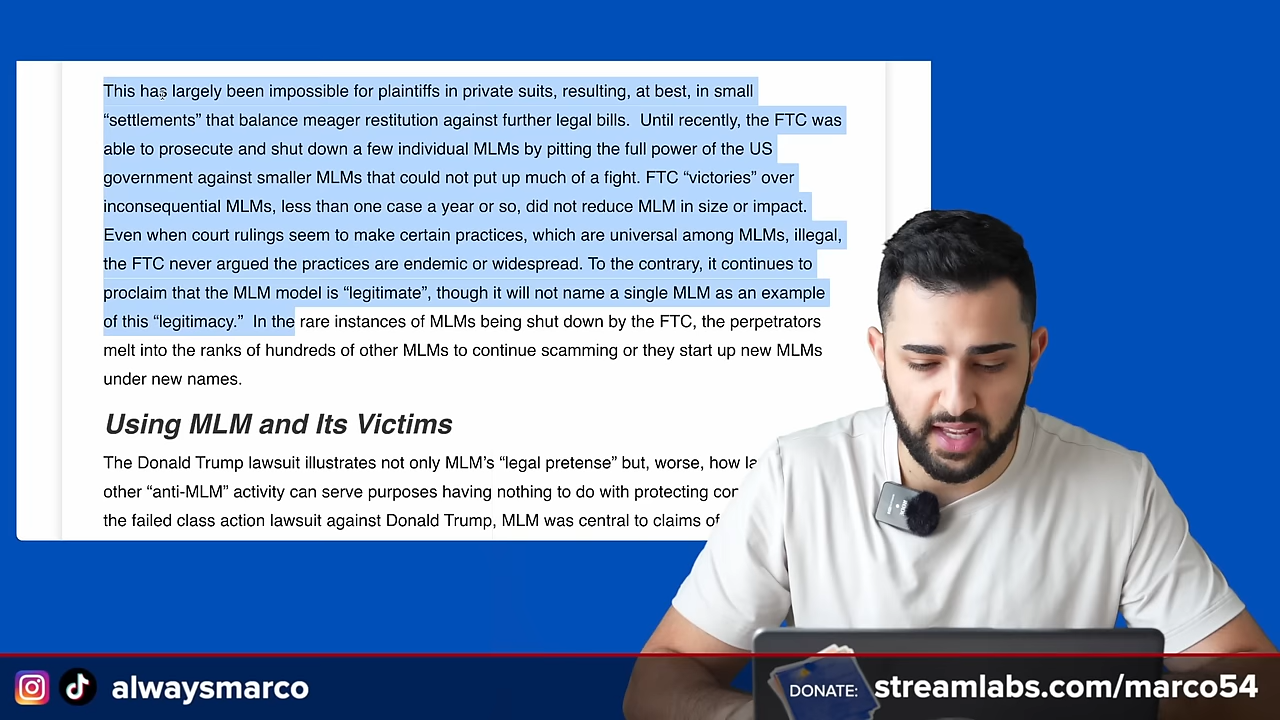 This has largely been impossible for plaintiffs in private suits, resulting, at best, in small
“settlements” that balance meager restitution against further legal bills.  Until recently, the FTC was
able to prosecute and shut down a few individual MLMs by pitting the full power of the US
government against smaller MLMs that could not put up much of a fight. FTC “victories” over
inconsequential MLMs, less than one case a year or so, did not reduce MLM in size or impact.
Even when court rulings seem to make certain practices, which are universal among MLMs, illegal,
the FTC never argued the practices are endemic or widespread. To the contrary, it continues to
proclaim that the MLM model is “legitimate”, though it will not name a single MLM as an example
of this “legitimacy.”  In the rare instances of MLMs being shut down by the FTC, the perpetrators
melt into the ranks of hundreds of other MLMs to continue scamming or they start up new MLMs
under new names.
Using MLM and Its Victims
The Donald Trump lawsuit illustrates not only MLM’s “legal pretense” but, worse, how
other “anti-MLM” activity can serve purposes having nothing to do with protecting
the failed class action lawsuit against Donald Trump, MLM was central to claims of
alwaysmarco
DONATE: streamlabs.com/marco54